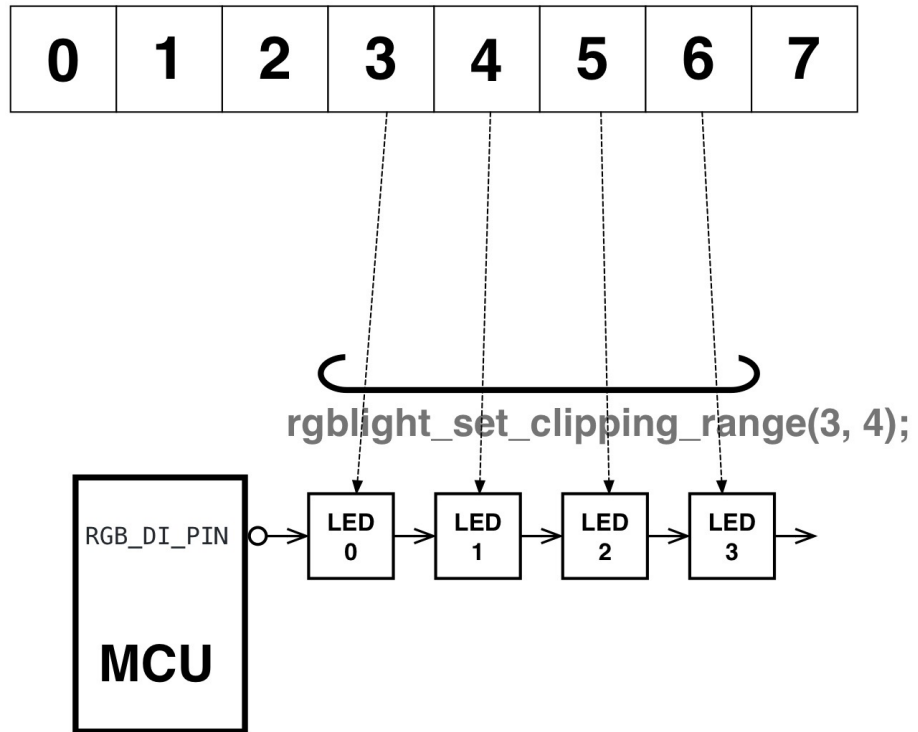 0 1 2 3 4 5 6 7
rgblight_set_clipping_range(3, 4);
RGB_DI_PIN
LED
0
LED
1
LED
2
LED
3
MCU